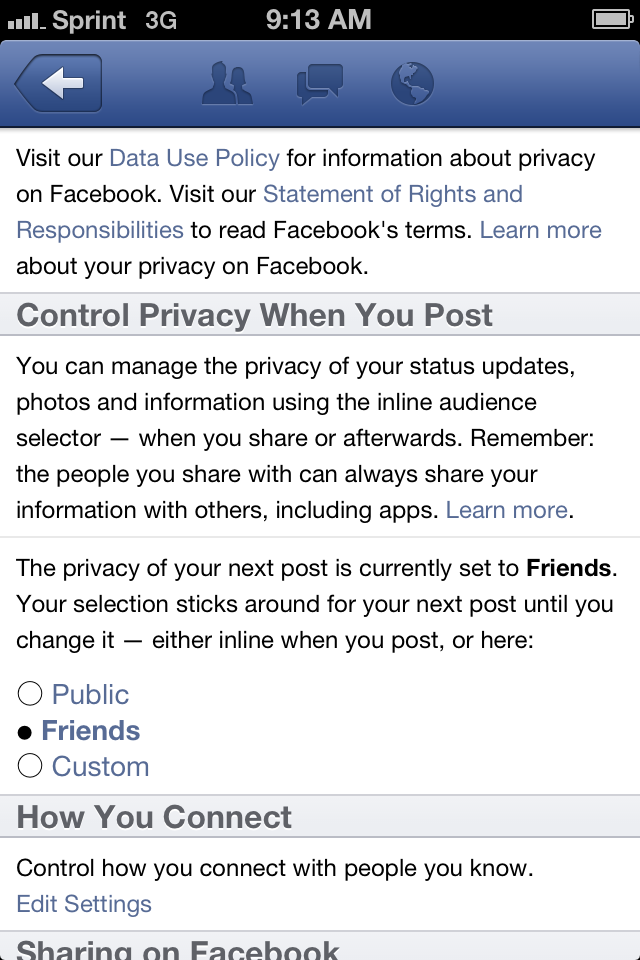 Sprint 3G 9:13 AM
Visit our Data Use Policy for information about privacy
on Facebook. Visit our Statement of Rights and
Responsibilities to read Facebook's terms. Learn more
about your privacy on Facebook.
Control Privacy When You Post
You can manage the privacy of your status updates,
photos and information using the inline audience
selector — when you share or afterwards. Remember:
the people you share with can always share your
information with others, including apps. Learn more.
The privacy of your next post is currently set to Friends.
Your selection sticks around for your next post until you
change it — either inline when you post, or here:
Public
Friends
Custom
How You Connect
Control how you connect with people you know.
Edit Settings
Sharing on Facebook